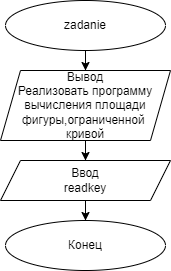 zadanie
Вывод
Реализовать программу
вычисления площади
фигуры,ограниченной
кривой
Ввод
readkey
Конец